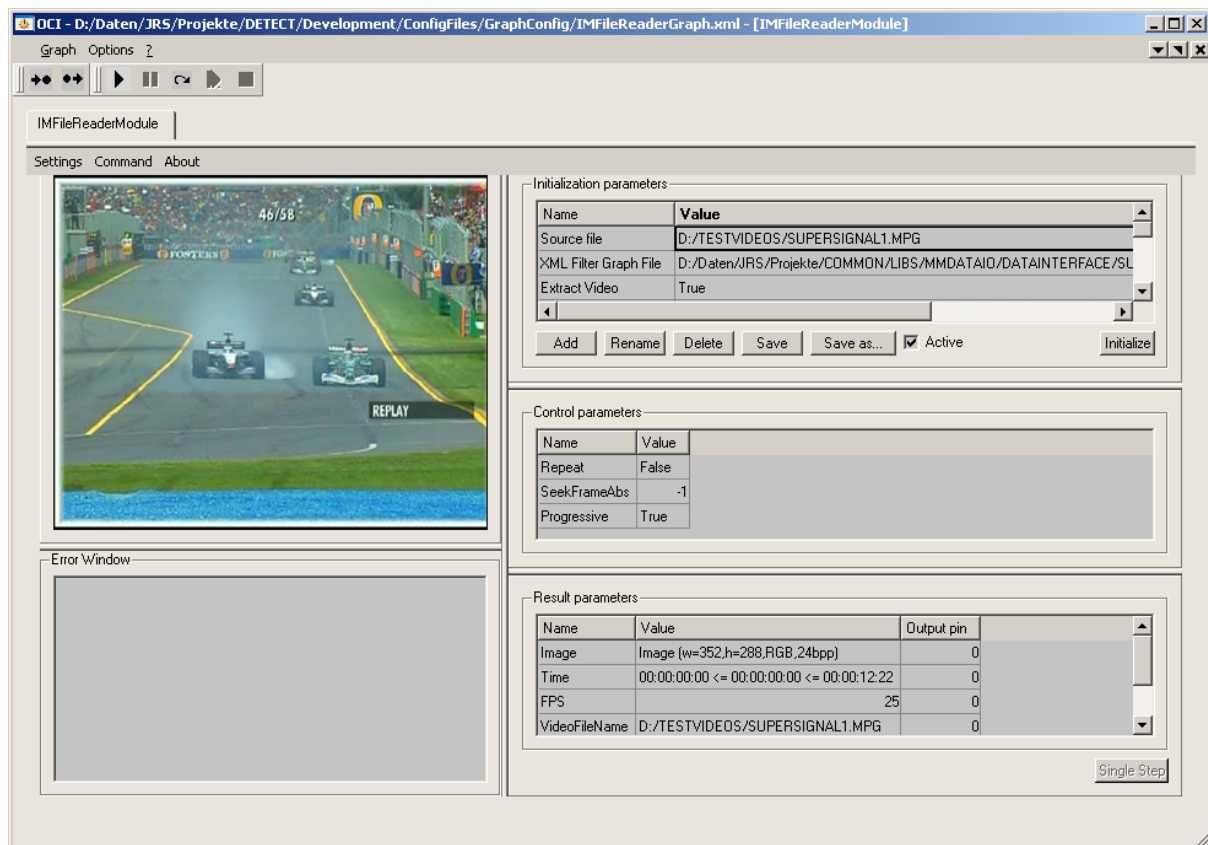 OCI - D:/Daten/JRS/Projekte/DETECT/Development/ConfigFiles/GraphConfig/IMFileReaderGraph.xml - [IMFileReaderModule]
Graph Options ?
IMFileReaderModule
Settings Command About
46/58
FOSTER'S
REPLAY
Initialization parameters
Name Value
Source file D:/TESTVIDEOS/SUPERSIGNAL1.MPG
XML Filter Graph File D:/Daten/JRS/Projekte/COMMON/LIBS/MMDATAIO/DATAINTERFACE/SU
Extract Video True
Add Rename Delete Save Save as... Active Initialize
Control parameters
Name Value
Repeat False
SeekFrameAbs -1
Progressive True
Error Window
Result parameters
Name Value Output pin
Image Image (w=352,h=288,RGB,24bpp) 0
Time 00:00:00:00 <= 00:00:00:00 <= 00:00:12:22 0
FPS 25 0
VideoFileName D:/TESTVIDEOS/SUPERSIGNAL1.MPG 0
Single Step